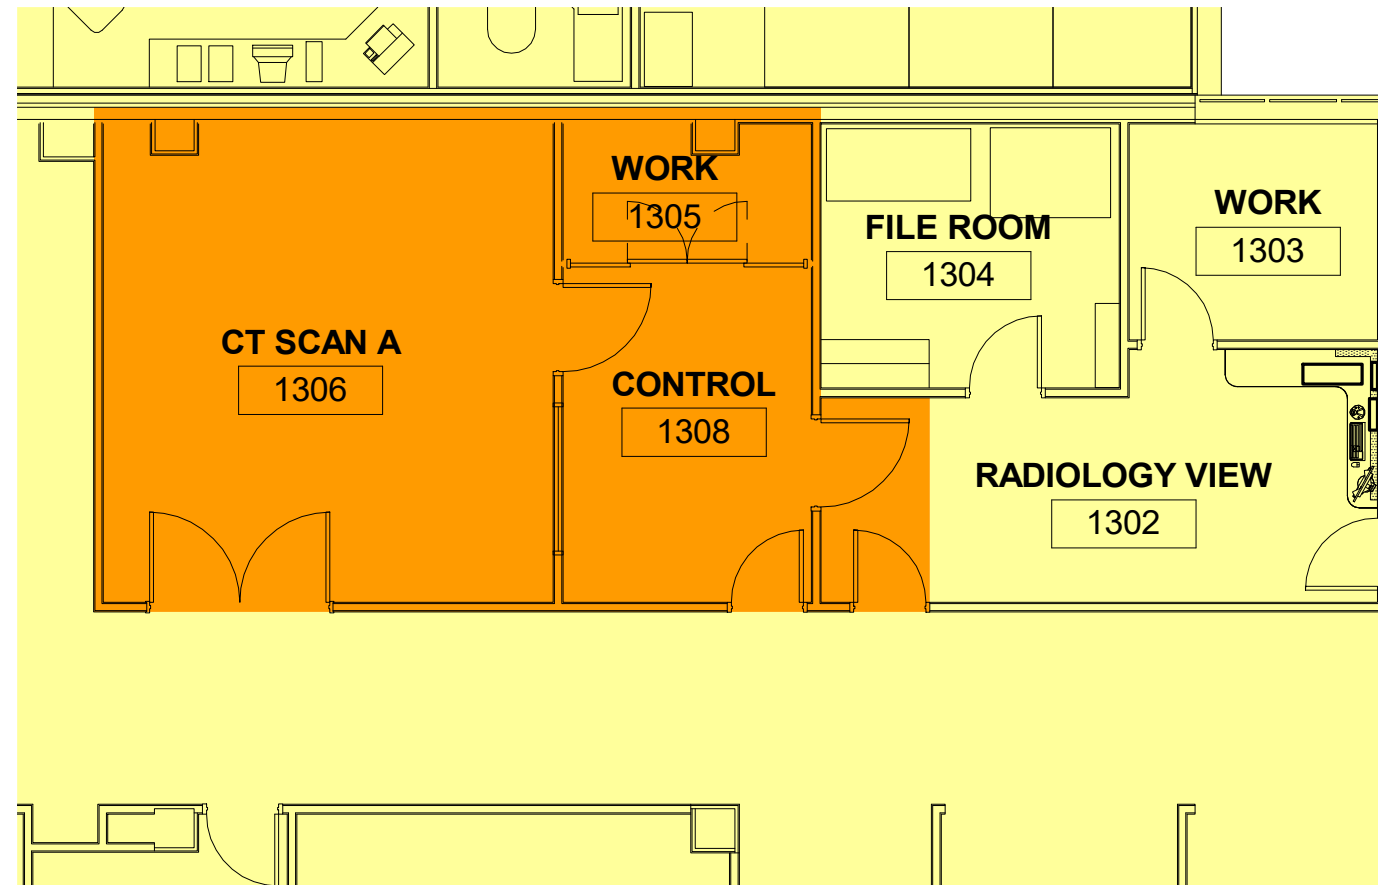 WORK
1305
FILE ROOM
1304
WORK
1303
CT SCAN A
1306
CONTROL
1308
RADIOLOGY VIEW
1302